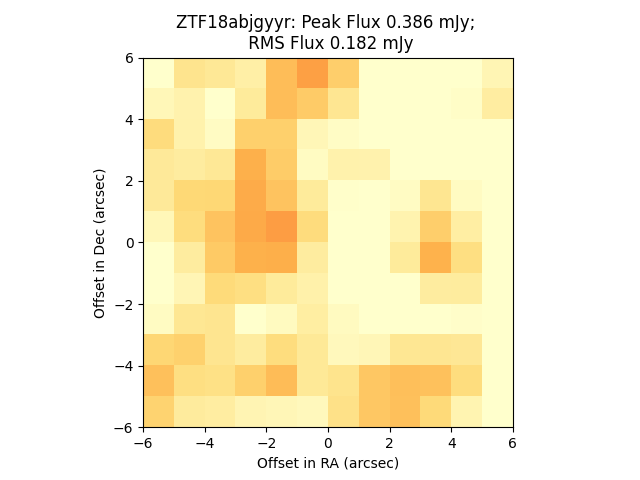 ZTF18abjgyyr: Peak Flux 0.386 mJy;
RMS Flux 0.182 mJy
6
4
2
0
−2
−4
−6
Offset in Dec (arcsec)
−6 −4 −2 0 2 4 6
Offset in RA (arcsec)